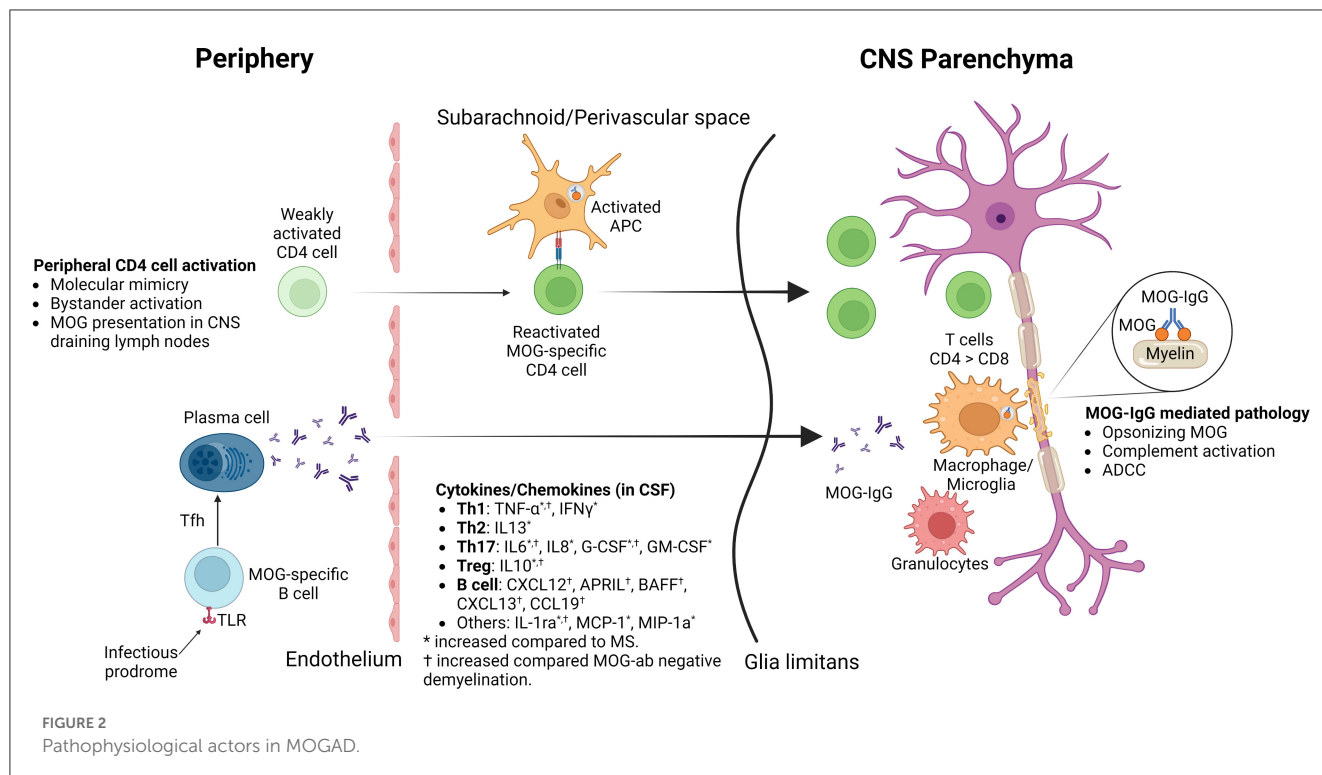 Periphery
CNS Parenchyma
Subarachnoid/Perivascular space
Weakly
activated
CD4 cell
Activated
APC
Peripheral CD4 cell activation
• Molecular mimicry
• Bystander activation
• MOG presentation in CNS
draining lymph nodes
Reactivated
MOG-specific
CD4 cell
T cells
CD4 > CD8
MOG-IgG
MOG
Myelin
Plasma cell
MOG-IgG
Macrophage/
Microglia
Granulocytes
MOG-IgG mediated pathology
• Opsonizing MOG
• Complement activation
• ADCC
Tfh
MOG-specific
B cell
TLR
Infectious
prodrome
Endothelium
Cytokines/Chemokines (in CSF)
• Th1: TNF-α*,†, IFNγ*
• Th2: IL13*
• Th17: IL6*,†, IL8*, G-CSF*,†, GM-CSF*
• Treg: IL10*,†
• B cell: CXCL12†, APRIL†, BAFF†,
CXCL13†, CCL19†
• Others: IL-1ra*,†, MCP-1*, MIP-1a*
* increased compared to MS.
† increased compared MOG-ab negative
demyelination.
Glia limitans
FIGURE 2
Pathophysiological actors in MOGAD.